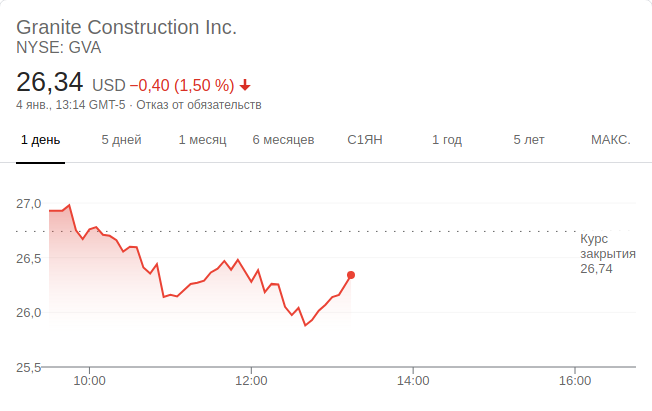 Granite Construction Inc.
NYSE: GVA
26,34 USD −0,40 (1,50 %)
4 янв., 13:14 GMT-5 · Отказ от обязательств
1 день 5 дней 1 месяц 6 месяцев С1ЯН 1 год 5 лет МАКС.
27,0
Курс
закрытия
26,74
26,5
26,0
25,5
10:00 12:00 14:00 16:00